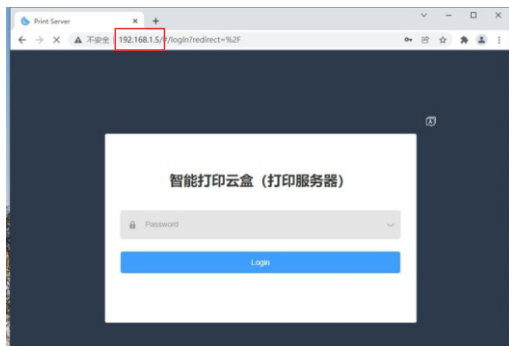 Print Server
不安全 | 192.168.1.5/#/login?redirect=%2F
智能打印云盒（打印服务器）
Password
Login